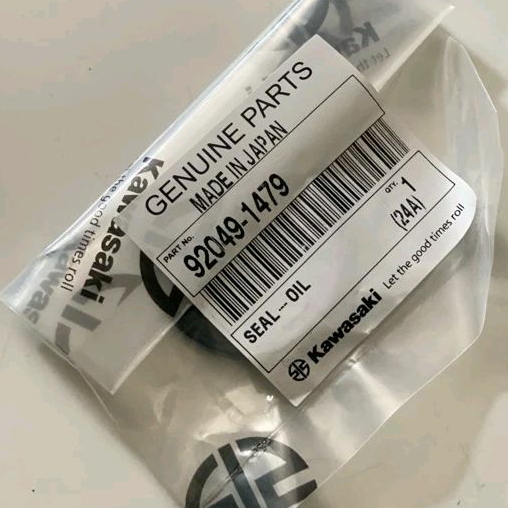 GENUINE PARTS
MADE IN JAPAN
PART No.
92049-1479
QTY. 1
SEAL--OIL
(24A)
Kawasaki Let the good times roll
Kawasaki
the good times roll
Let th